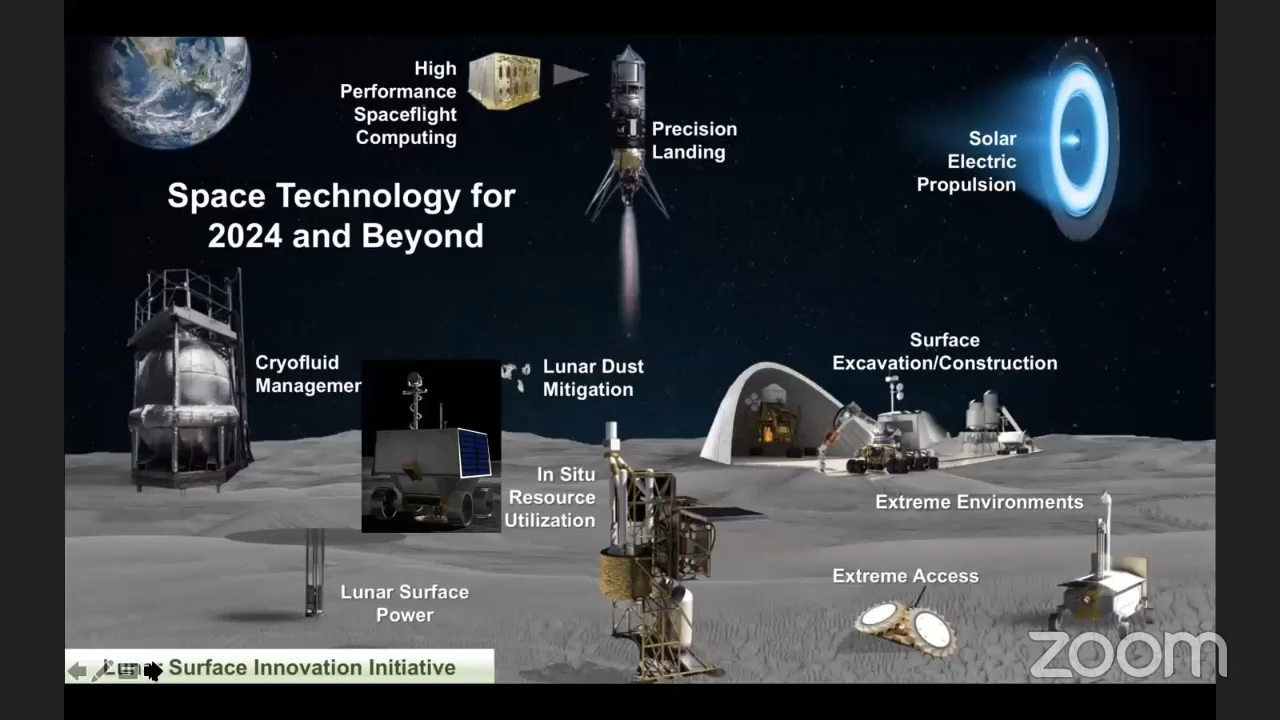 High
Performance
Spaceflight
Computing
Precision
Landing
Solar
Electric
Propulsion
Space Technology for
2024 and Beyond
Cryofluid
Managemen
Lunar Dust
Mitigation
Surface
Excavation/Construction
In Situ
Resource
Utilization
Extreme Environments
Extreme Access
Lunar Surface
Power
Surface Innovation Initiative
zoom